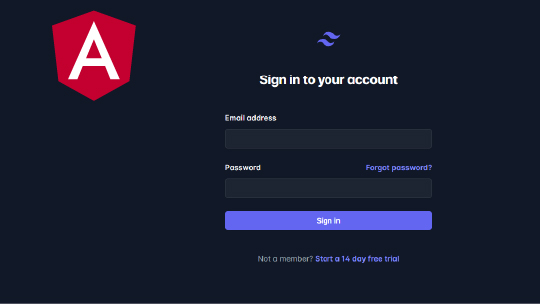 A
Sign in to your account
Email address
Password Forgot password?
Sign in
Not a member? Start a 14 day free trial